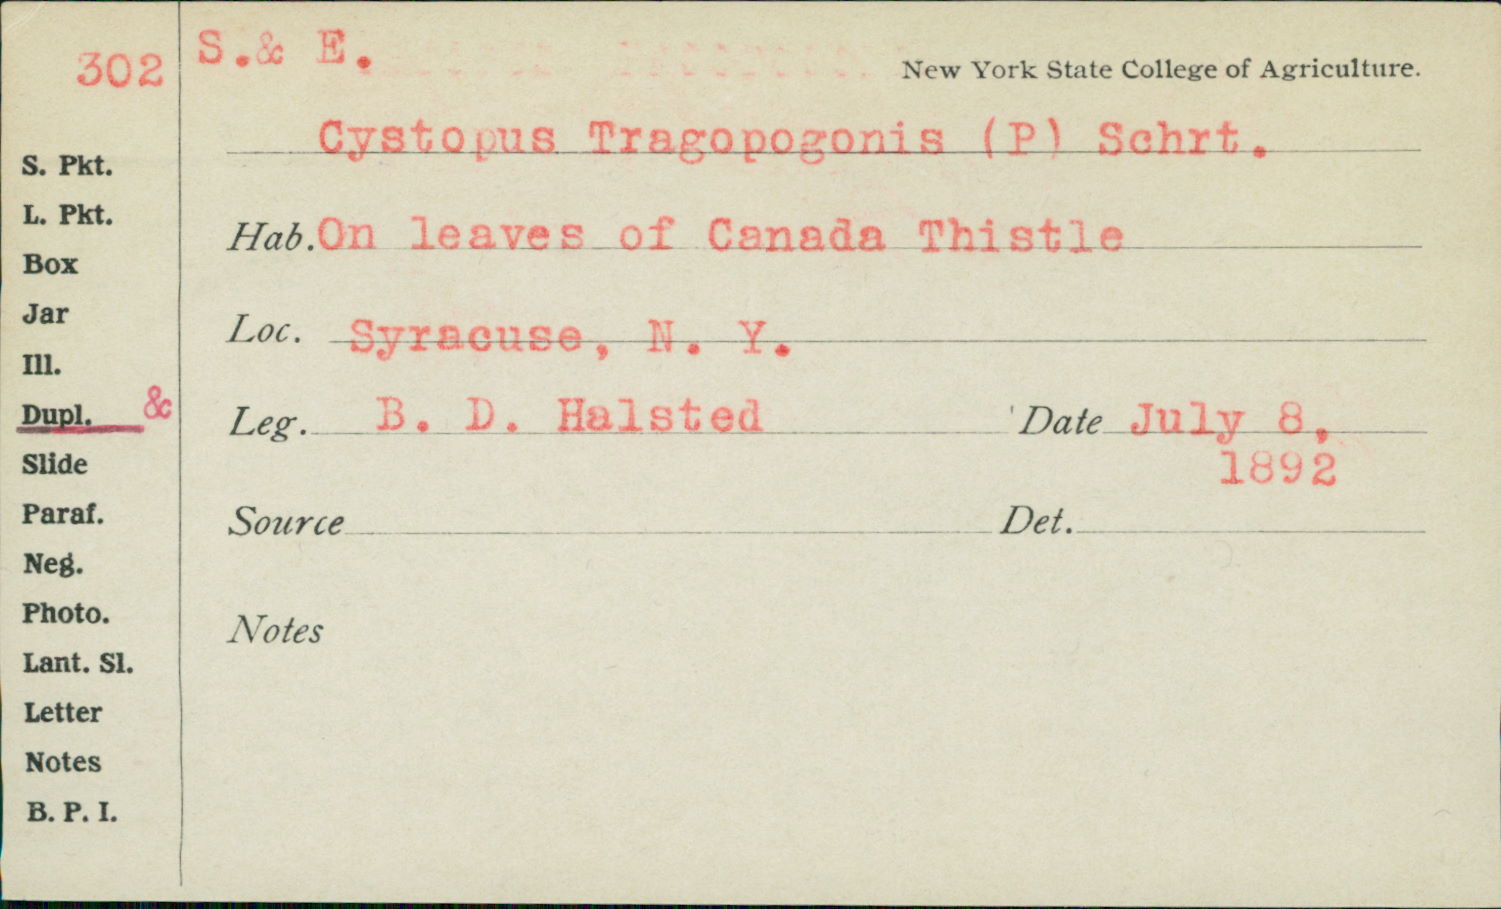 302
S.& E.
New York State College of Agriculture.
Cystopus Tragopogonis (P) Schrt.
Hab. On leaves of Canada Thistle
Loc. Syracuse, N. Y.
Leg. B. D. Halsted Date July 8,
1892
Source Det.
Notes
S. Pkt.
L. Pkt.
Box
Jar
Ill.
Dupl. &
Slide
Paraf.
Neg.
Photo.
Lant. Sl.
Letter
Notes
B. P. I.